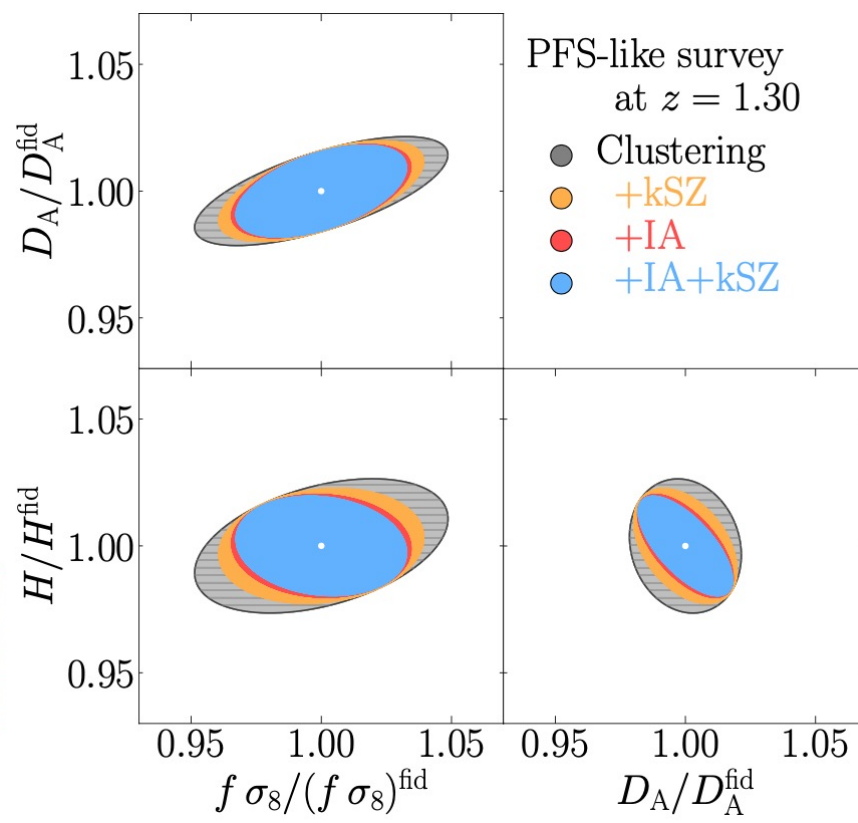 PFS-like survey
at z = 1.30
Clustering
+kSZ
+IA
+IA+kSZ
D_A/D_A^fid
1.05
1.00
0.95
H/H^fid
1.05
1.00
0.95
0.95 1.00 1.05
f σ_8/(f σ_8)^fid
0.95 1.00 1.05
D_A/D_A^fid